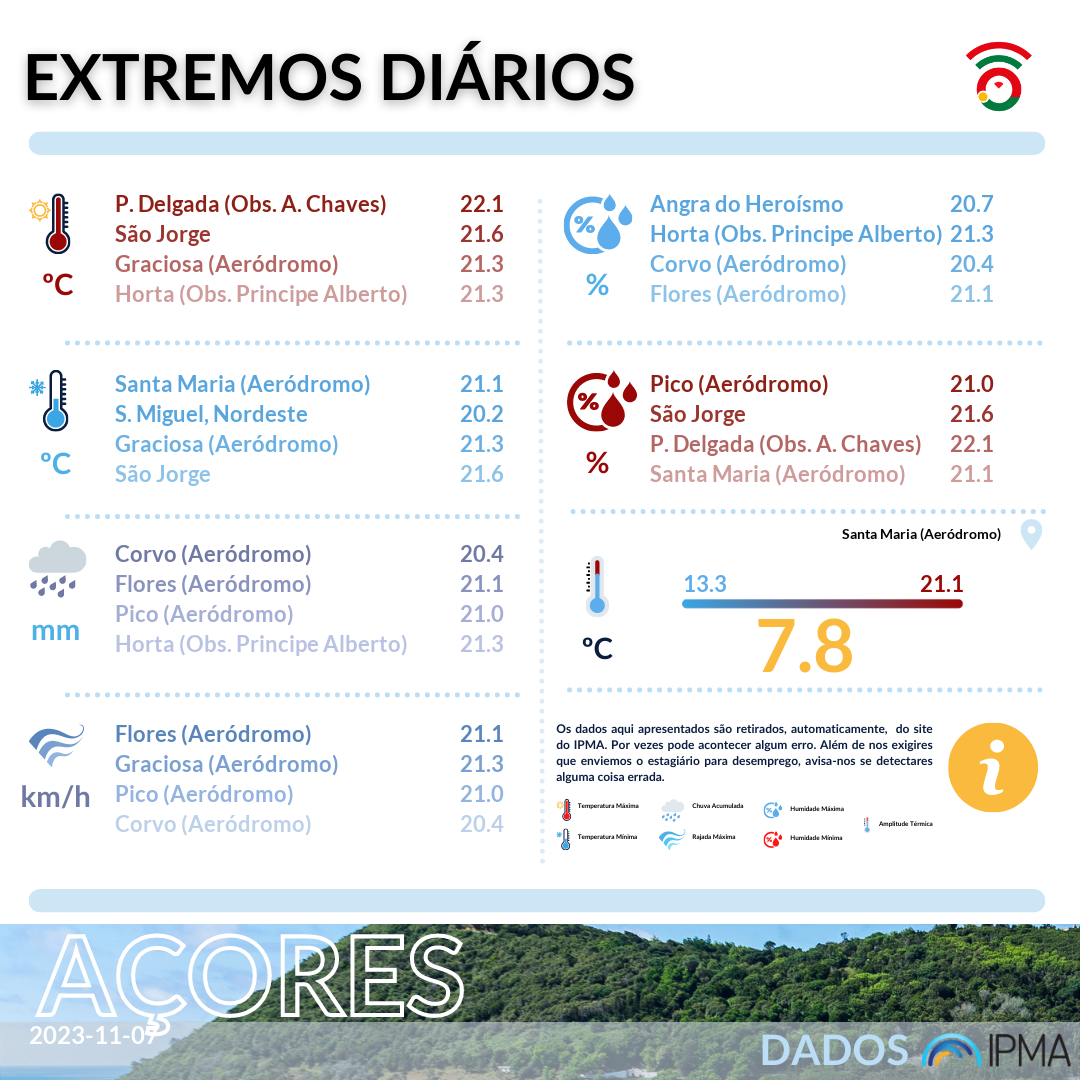 EXTREMOS DIÁRIOS
P. Delgada (Obs. A. Chaves) 22.1
São Jorge 21.6
Graciosa (Aeródromo) 21.3
Horta (Obs. Principe Alberto) 21.3
ºC
Santa Maria (Aeródromo) 21.1
S. Miguel, Nordeste 20.2
Graciosa (Aeródromo) 21.3
São Jorge 21.6
ºC
Corvo (Aeródromo) 20.4
Flores (Aeródromo) 21.1
Pico (Aeródromo) 21.0
Horta (Obs. Principe Alberto) 21.3
mm
Flores (Aeródromo) 21.1
Graciosa (Aeródromo) 21.3
Pico (Aeródromo) 21.0
Corvo (Aeródromo) 20.4
km/h
Angra do Heroísmo 20.7
Horta (Obs. Principe Alberto) 21.3
Corvo (Aeródromo) 20.4
Flores (Aeródromo) 21.1
%
%
Pico (Aeródromo) 21.0
São Jorge 21.6
P. Delgada (Obs. A. Chaves) 22.1
Santa Maria (Aeródromo) 21.1
%
%
Santa Maria (Aeródromo)
13.3 21.1
7.8
ºC
Os dados aqui apresentados são retirados, automaticamente, do site
do IPMA. Por vezes pode acontecer algum erro. Além de nos exigires
que enviemos o estagiário para desemprego, avisa-nos se detectares
alguma coisa errada.
i
Temperatura Máxima Chuva Acumulada Humidade Máxima
Amplitude Térmica
Temperatura Mínima Rajada Máxima Humidade Mínima
AÇORES
2023-11-07
DADOS IPMA